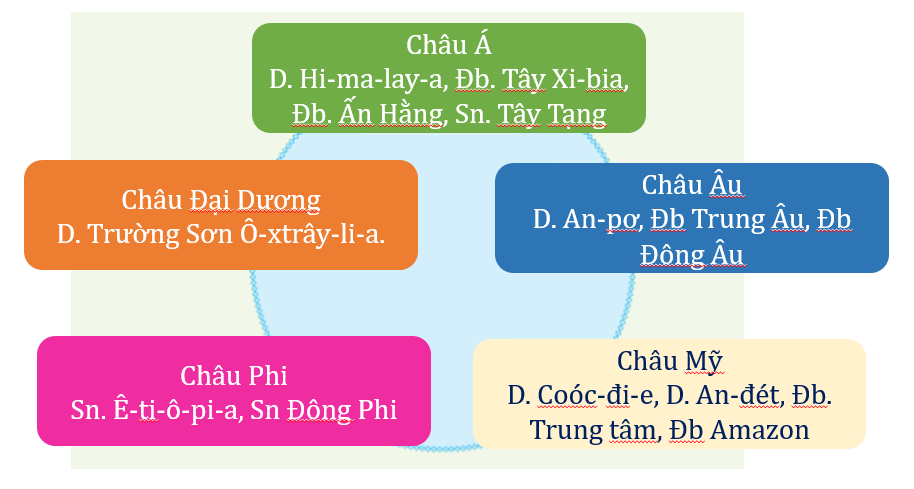 Châu Á
D. Hi-ma-lay-a, Đb. Tây Xi-bia,
Đb. Ấn Hằng, Sn. Tây Tạng
Châu Đại Dương
D. Trường Sơn Ô-xtrây-li-a.
Châu Âu
D. An-pơ, Đb Trung Âu, Đb
Đông Âu
Châu Phi
Sn. Ê-ti-ô-pi-a, Sn Đông Phi
Châu Mỹ
D. Coóc-đi-e, D. An-đét, Đb.
Trung tâm, Đb Amazon